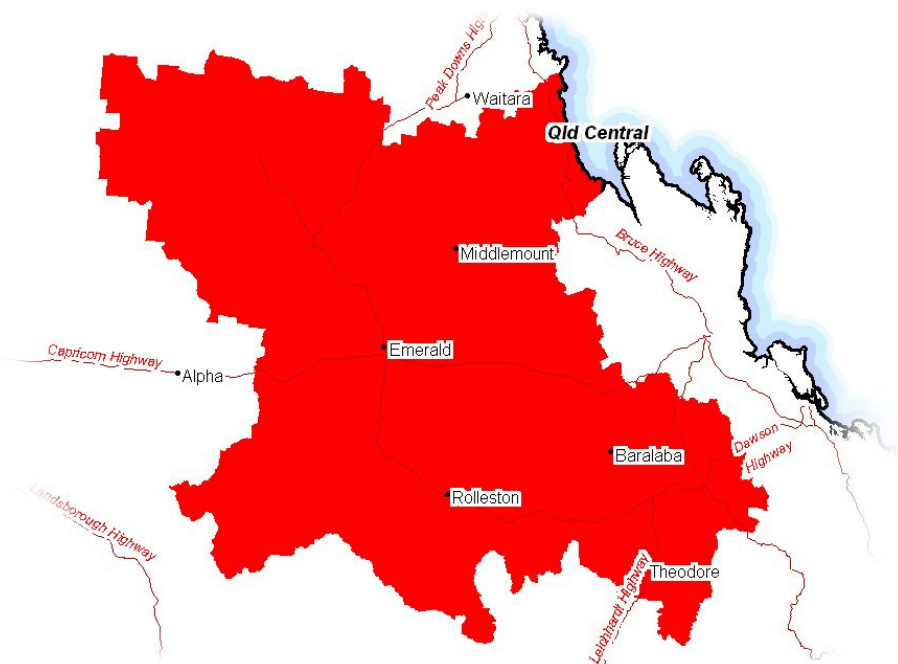 Peak Downs High
Waitara
Qld Central
Bruce Highway
Middlemount
Emerald
Capricorn Highway
Alpha
Dawson
Highway
Baralaba
Rolleston
Landsborough Highway
Theodore
Leichhardt Highway